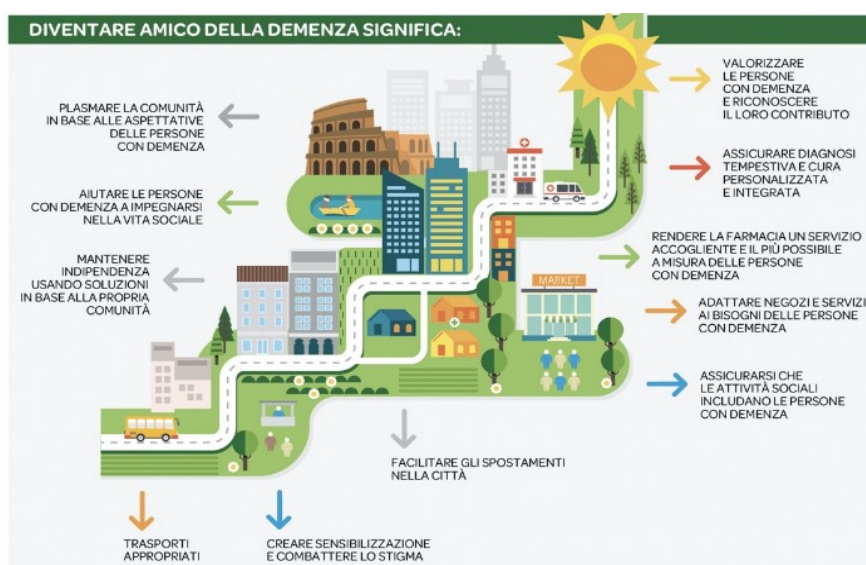 DIVENTARE AMICO DELLA DEMENZA SIGNIFICA:
PLASMARE LA COMUNITÀ
IN BASE ALLE ASPETTATIVE
DELLE PERSONE
CON DEMENZA
AIUTARE LE PERSONE
CON DEMENZA A IMPEGNARSI
NELLA VITA SOCIALE
MANTENERE
INDIPENDENZA
USANDO SOLUZIONI
IN BASE ALLA PROPRIA
COMUNITÀ
VALORIZZARE
LE PERSONE
CON DEMENZA
E RICONOSCERE
IL LORO CONTRIBUTO
ASSICURARE DIAGNOSI
TEMPESTIVA E CURA
PERSONALIZZATA
E INTEGRATA
RENDERE LA FARMACIA UN SERVIZIO
ACCOGLIENTE E IL PIÙ POSSIBILE
A MISURA DELLE PERSONE
CON DEMENZA
MARKET
ADATTARE NEGOZI E SERVIZI
AI BISOGNI DELLE PERSONE
CON DEMENZA
ASSICURARSI CHE
LE ATTIVITÀ SOCIALI
INCLUDANO LE PERSONE
CON DEMENZA
FACILITARE GLI SPOSTAMENTI
NELLA CITTÀ
TRASPORTI
APPROPRIATI
CREARE SENSIBILIZZAZIONE
E COMBATTERE LO STIGMA